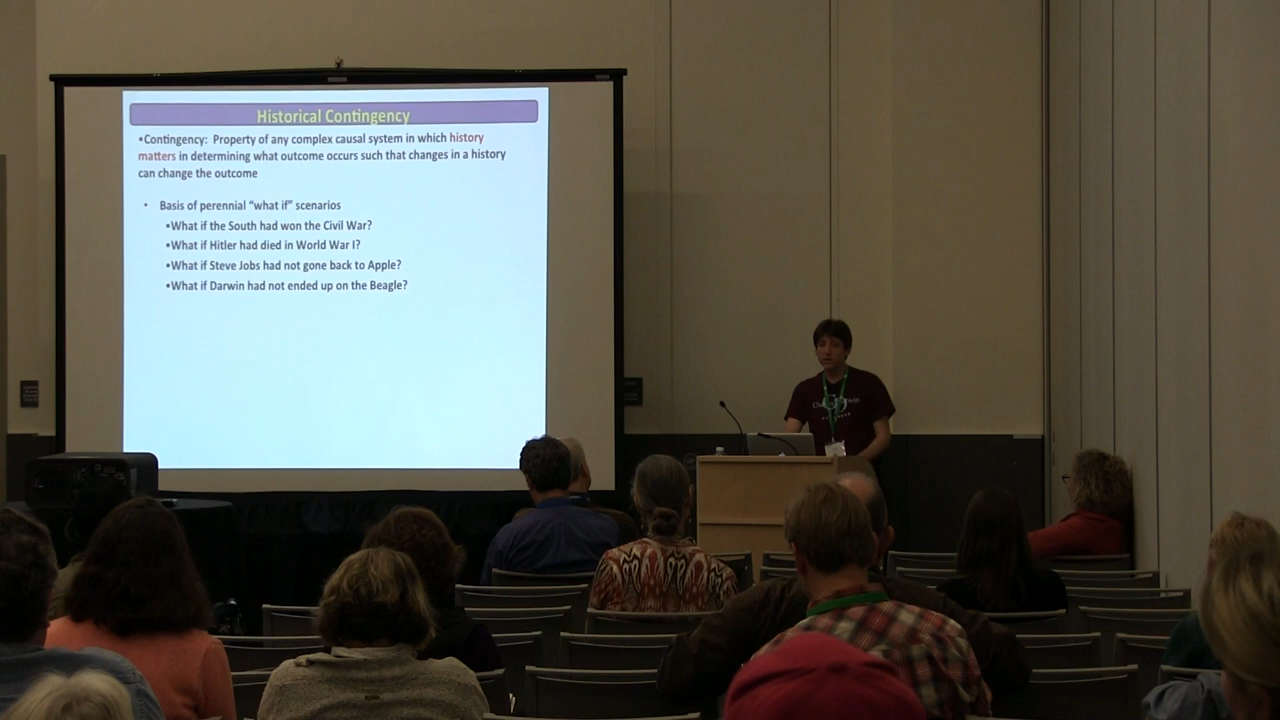 Historical Contingency
•Contingency: Property of any complex causal system in which history
matters in determining what outcome occurs such that changes in a history
can change the outcome
• Basis of perennial “what if” scenarios
•What if the South had won the Civil War?
•What if Hitler had died in World War I?
•What if Steve Jobs had not gone back to Apple?
•What if Darwin had not ended up on the Beagle?